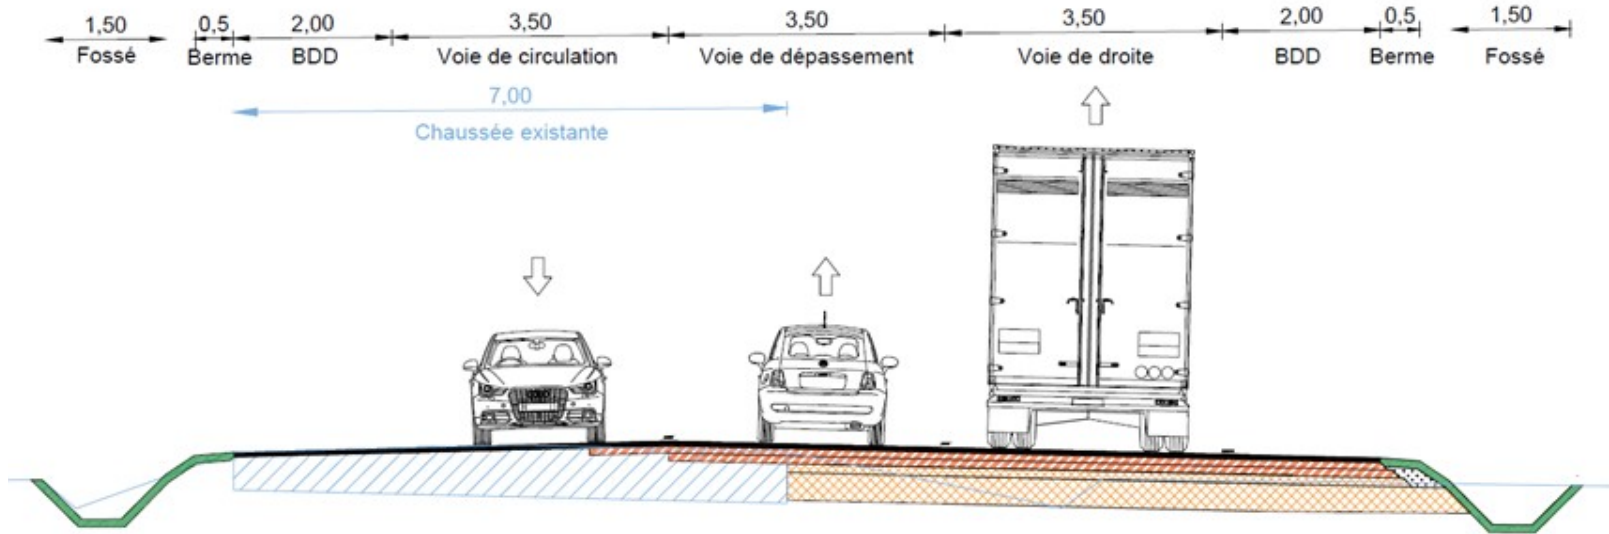 1,50 0,5 2,00 3,50 3,50 3,50 2,00 0,5 1,50
Fossé Berme BDD Voie de circulation Voie de dépassement Voie de droite BDD Berme Fossé
7,00
Chaussée existante